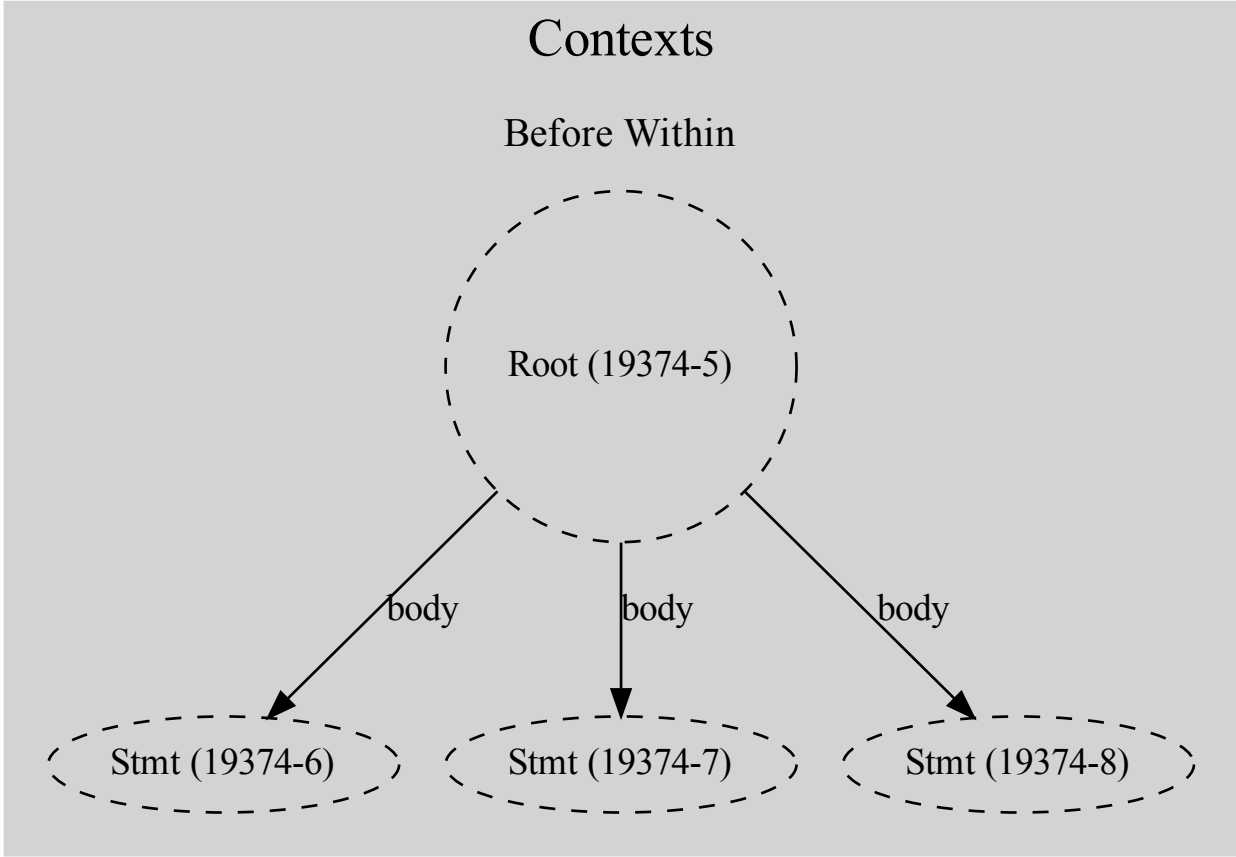 Contexts
Before Within
Root (19374-5)
body body body
Stmt (19374-6) Stmt (19374-7) Stmt (19374-8)